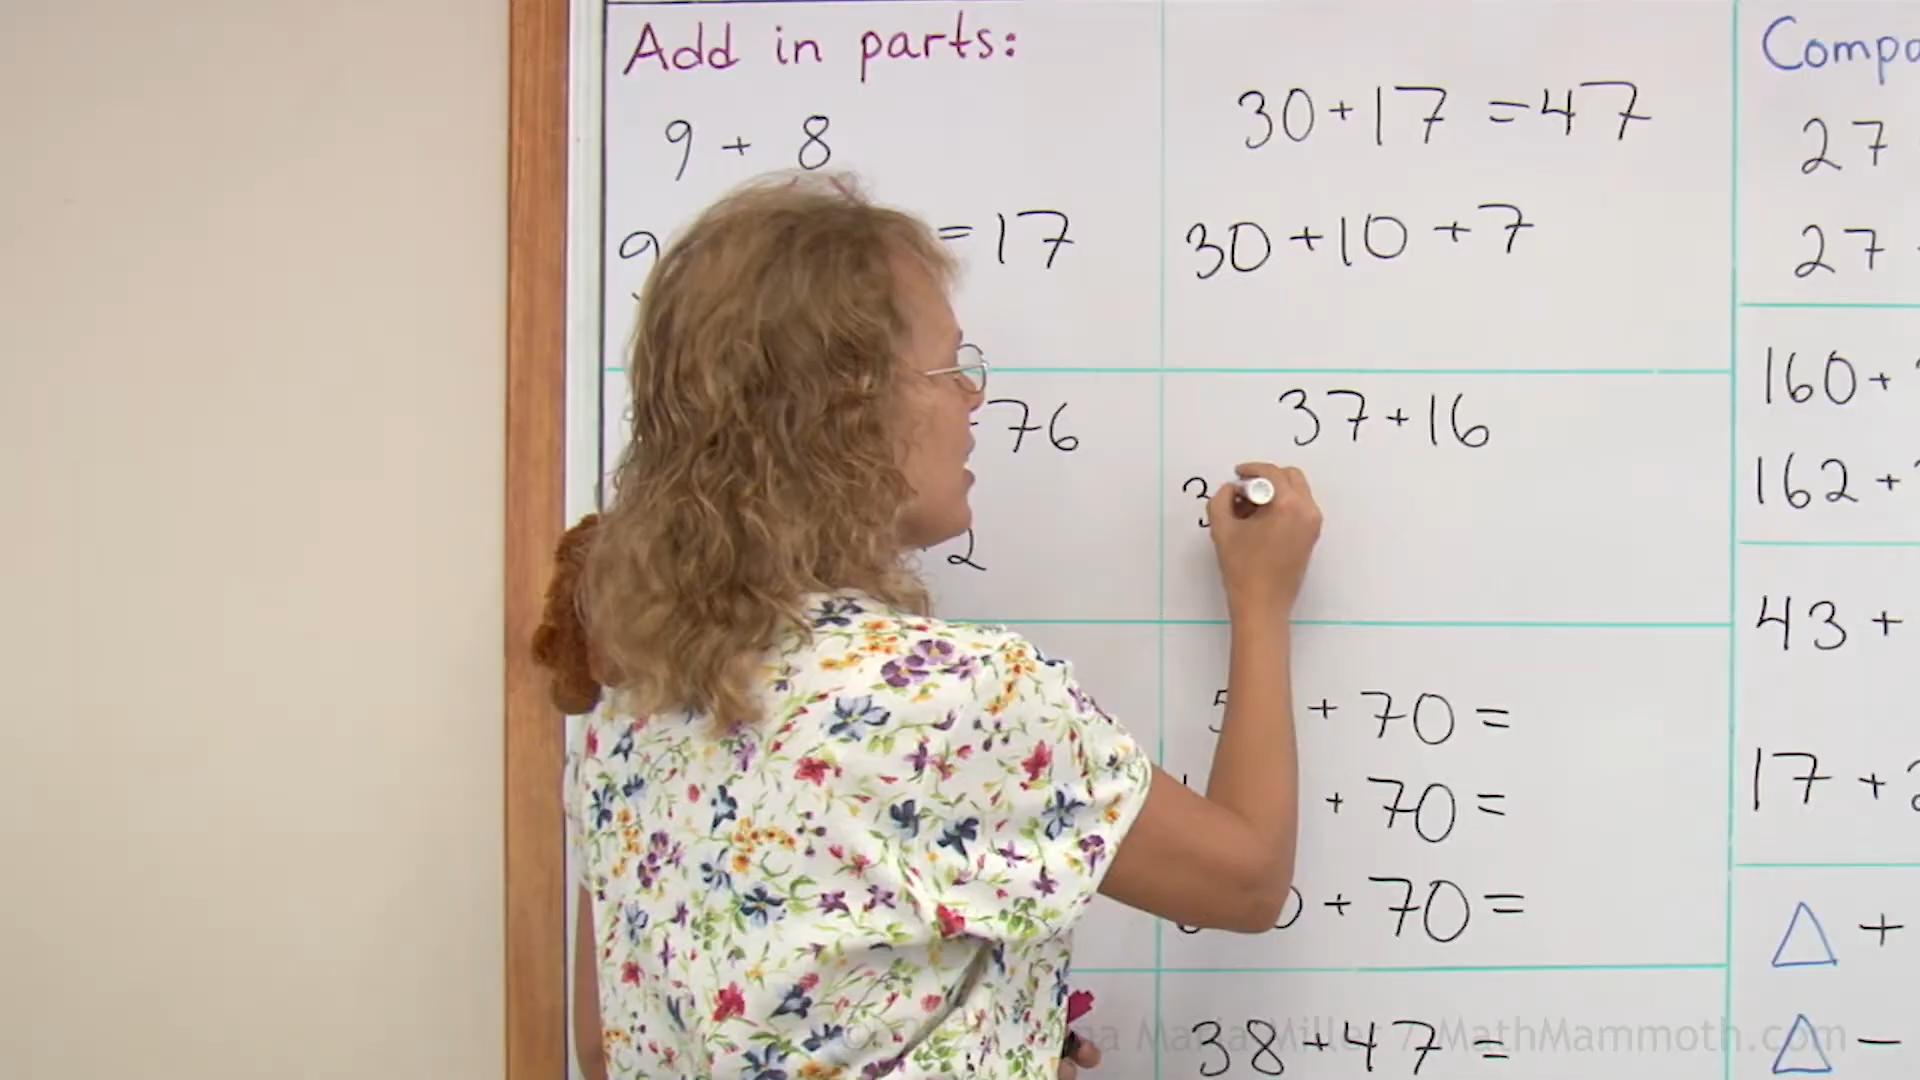 Add in parts:
9 + 8
9 = 17
76
2
30 + 17 = 47
30 + 10 + 7
37 + 16
3
5 + 70 =
+ 70 =
0 + 70 =
38 + 47 =
Compa
27
27
160 +
162 +
43 +
17 + 2
△ +
△ −
Maria Miller / MathMammoth.com